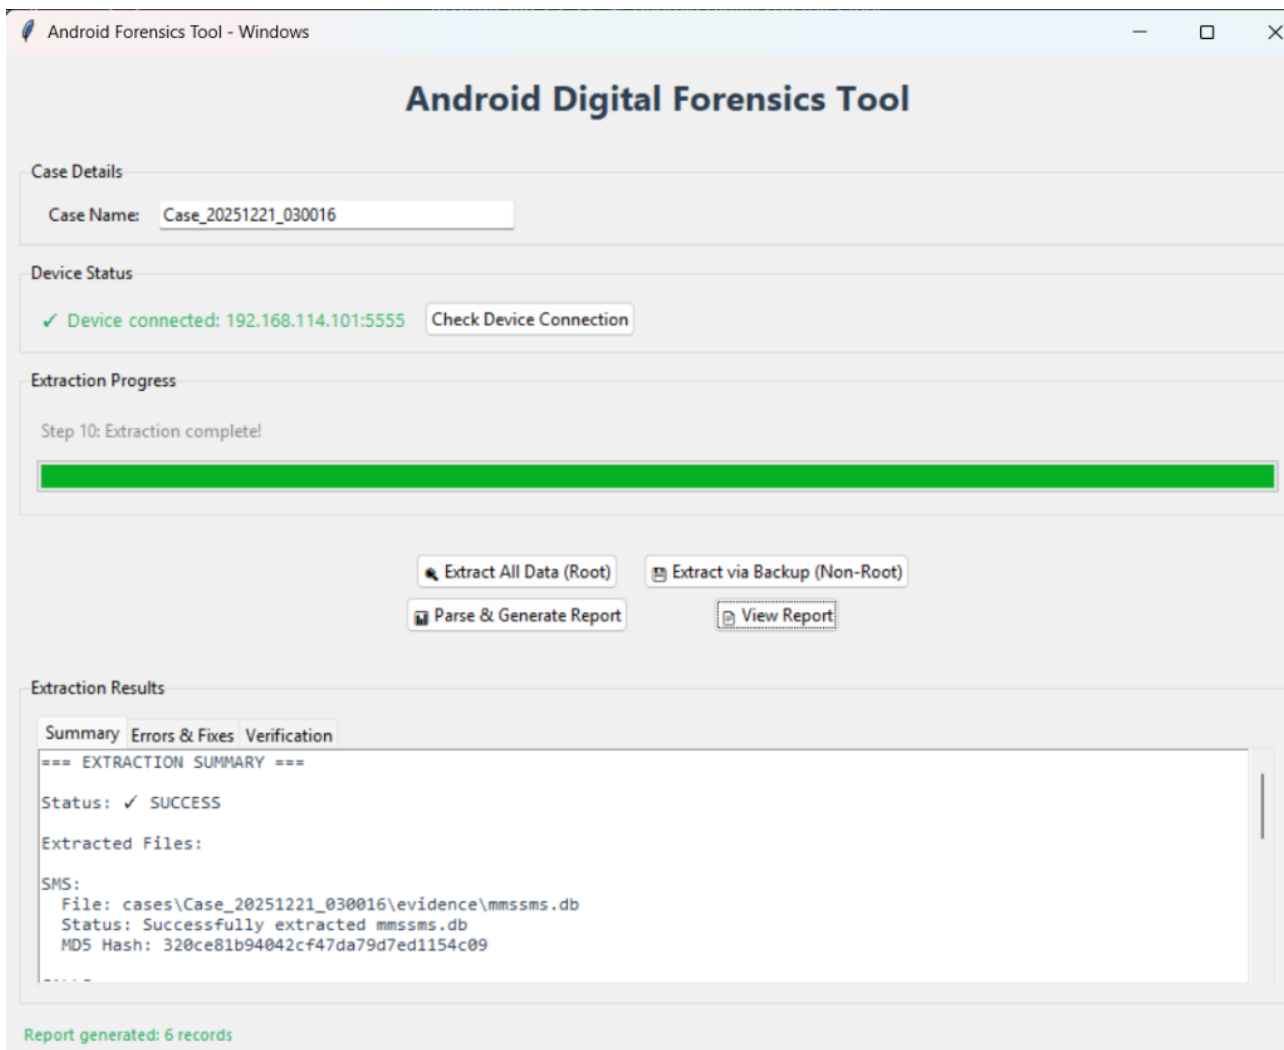 Android Forensics Tool - Windows
Android Digital Forensics Tool
Case Details
Case Name: Case_20251221_030016
Device Status
✓ Device connected: 192.168.114.101:5555 Check Device Connection
Extraction Progress
Step 10: Extraction complete!
Extract All Data (Root) Extract via Backup (Non-Root)
Parse & Generate Report View Report
Extraction Results
Summary Errors & Fixes Verification
=== EXTRACTION SUMMARY ===
Status: ✓ SUCCESS
Extracted Files:
SMS:
File: cases\Case_20251221_030016\evidence\mmssms.db
Status: Successfully extracted mmssms.db
MD5 Hash: 320ce81b94042cf47da79d7ed1154c09
Report generated: 6 records